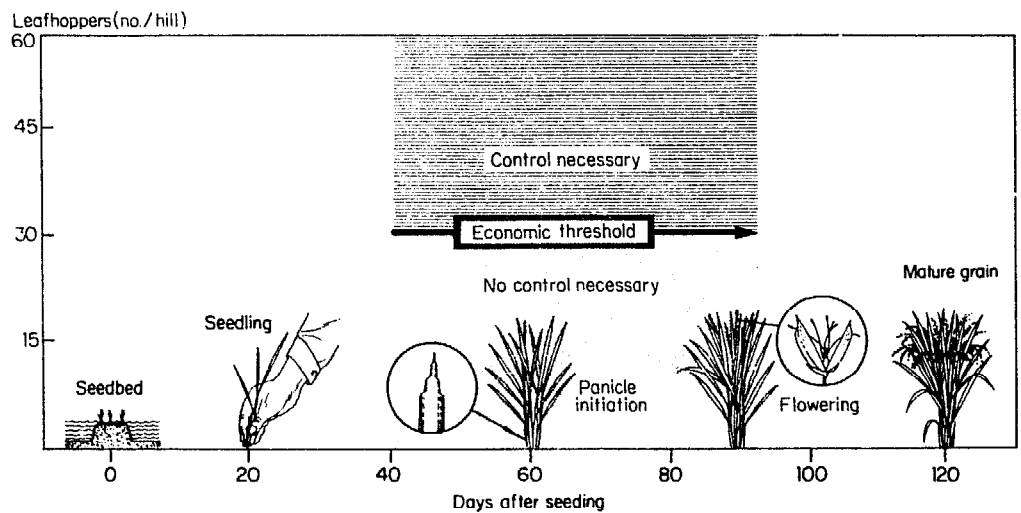 Leafhoppers (no./hill)
60
45
Control necessary
30
Economic threshold
No control necessary
Mature grain
Seedling
15
Seedbed
Panicle
initiation
Flowering
0
20
40
60
80
100
120
Days after seeding